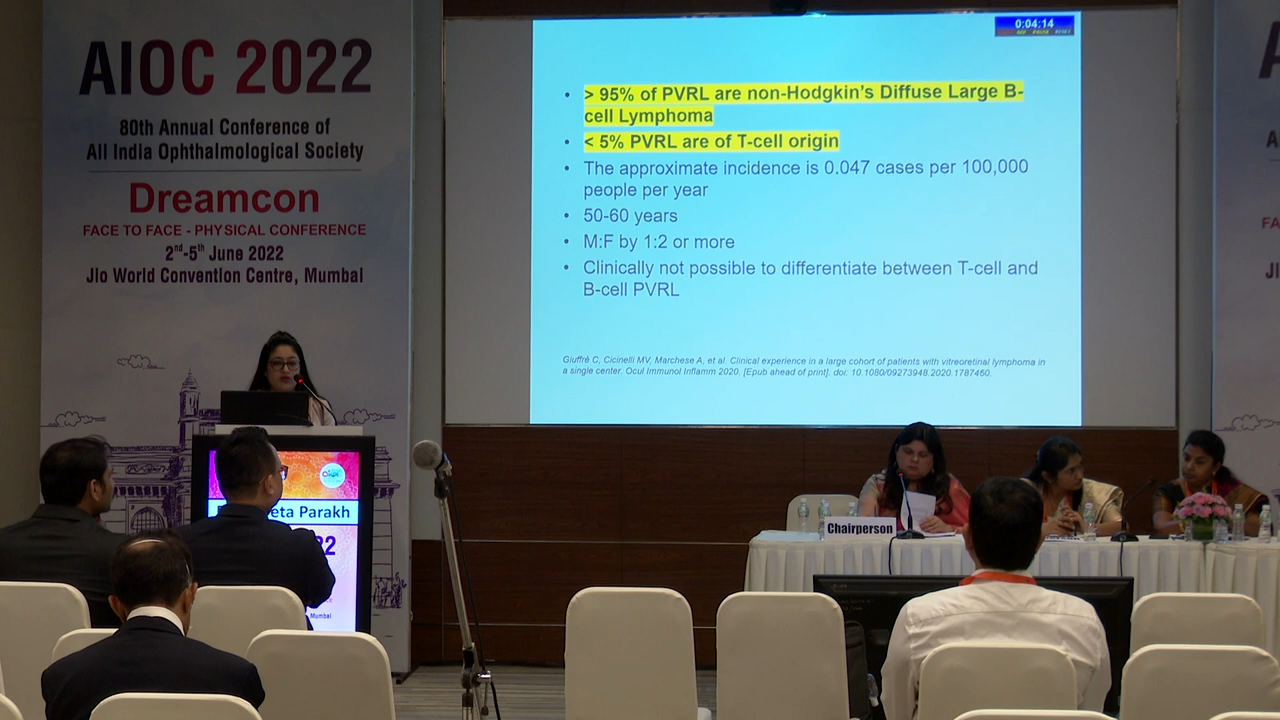 AIOC 2022
80th Annual Conference of
All India Ophthalmological Society
Dreamcon
FACE TO FACE - PHYSICAL CONFERENCE
2nd-5th June 2022
Jio World Convention Centre, Mumbai
0:04:14
• > 95% of PVRL are non-Hodgkin's Diffuse Large B-
cell Lymphoma
• < 5% PVRL are of T-cell origin
• The approximate incidence is 0.047 cases per 100,000
people per year
• 50-60 years
• M:F by 1:2 or more
• Clinically not possible to differentiate between T-cell and
B-cell PVRL
Giuffrè C, Cicinelli MV, Marchese A, et al. Clinical experience in a large cohort of patients with vitreoretinal lymphoma in
a single center. Ocul Immunol Inflamm 2020. [Epub ahead of print]. doi: 10.1080/09273948.2020.1787460.
Parakh
Mumbai
Chairperson